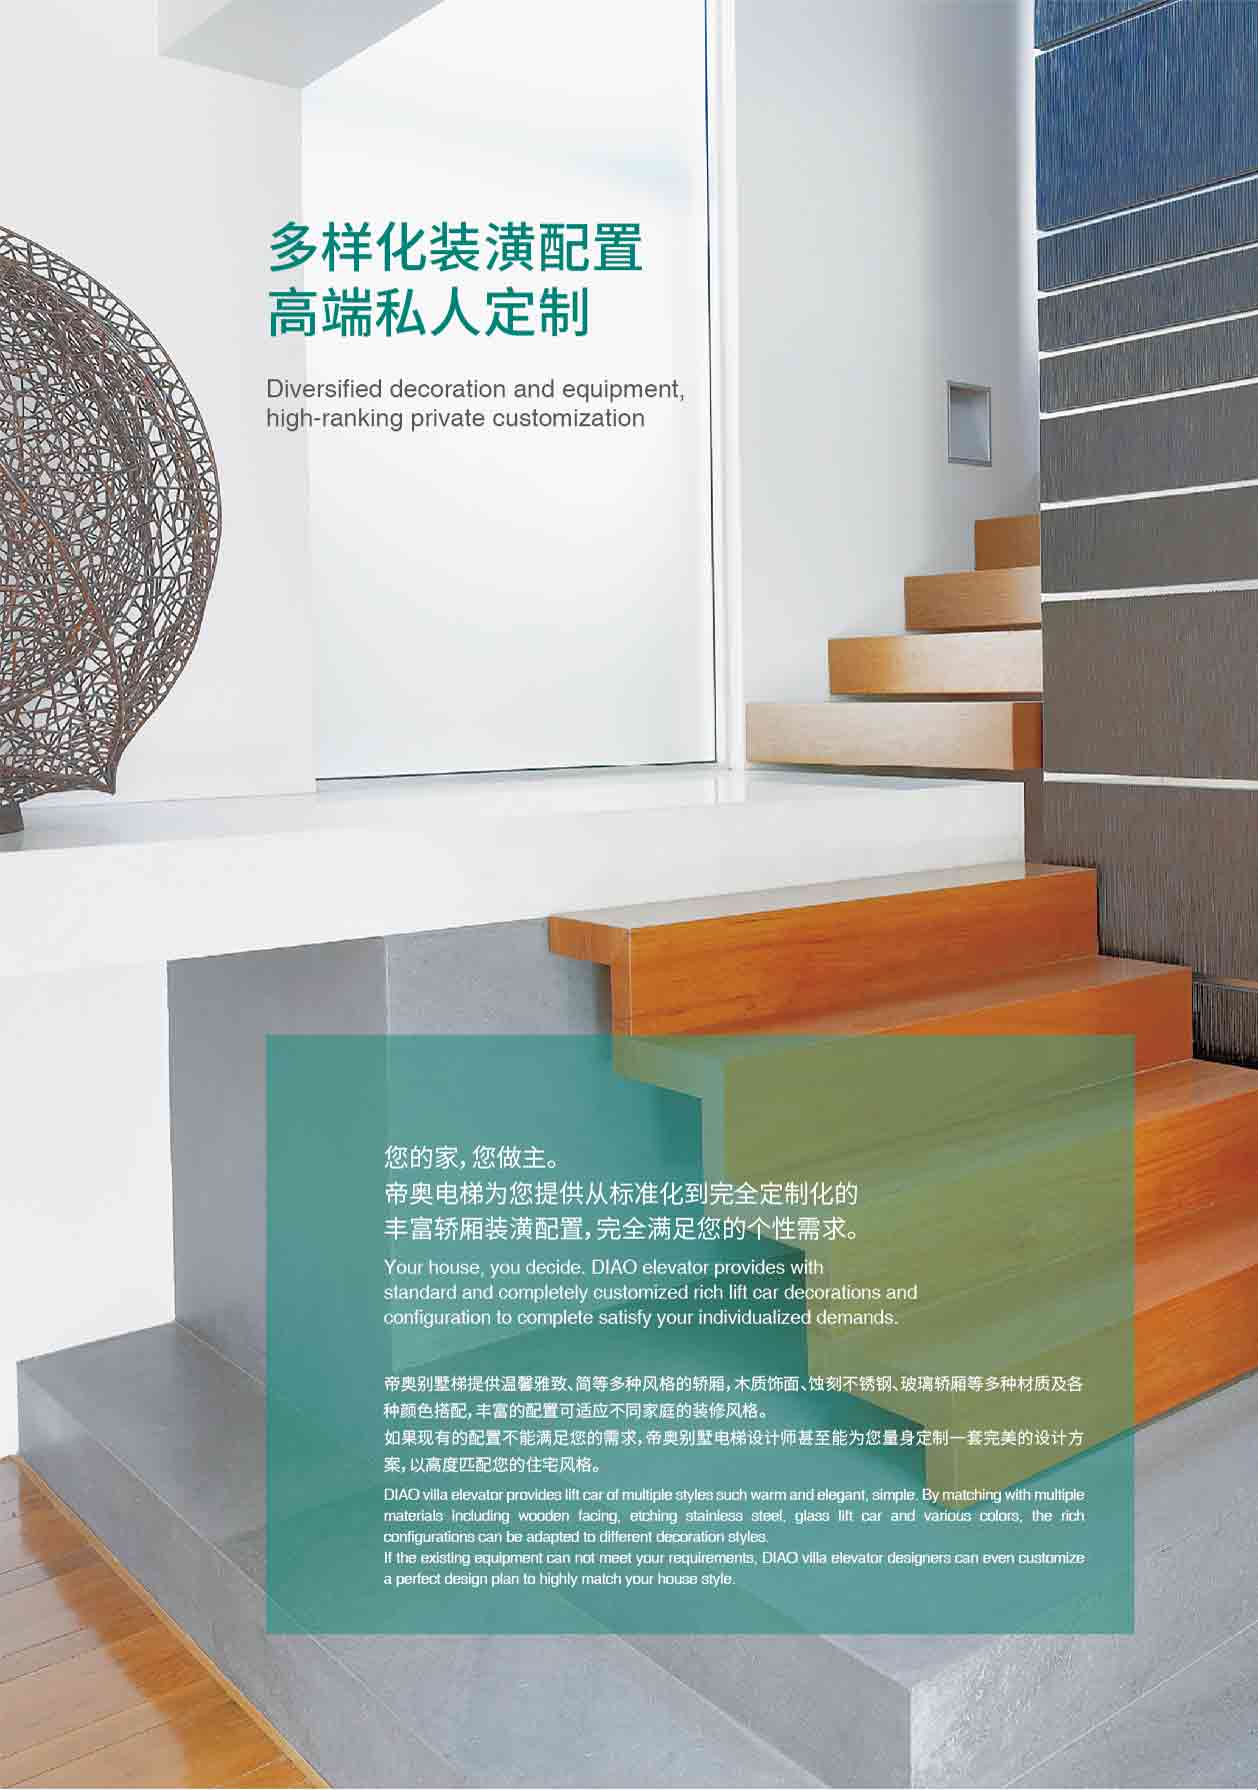 多样化装潢配置
高端私人定制
Diversified decoration and equipment,
high-ranking private customization
您的家，您做主。
帝奥电梯为您提供从标准化到完全定制化的
丰富轿厢装潢配置，完全满足您的个性需求。
Your house, you decide. DIAO elevator provides with
standard and completely customized rich lift car decorations and
configuration to complete satisfy your individualized demands.
帝奥别墅梯提供温馨雅致、简等多种风格的轿厢，木质饰面、蚀刻不锈钢、玻璃轿厢等多种材质及各
种颜色搭配，丰富的配置可适应不同家庭的装修风格。
如果现有的配置不能满足您的需求，帝奥别墅电梯设计师甚至能为您量身定制一套完美的设计方
案，以高度匹配您的住宅风格。
DIAO villa elevator provides lift car of multiple styles such warm and elegant, simple. By matching with multiple
materials including wooden facing, etching stainless steel, glass lift car and various colors, the rich
configurations can be adapted to different decoration styles.
If the existing equipment can not meet your requirements, DIAO villa elevator designers can even customize
a perfect design plan to highly match your house style.